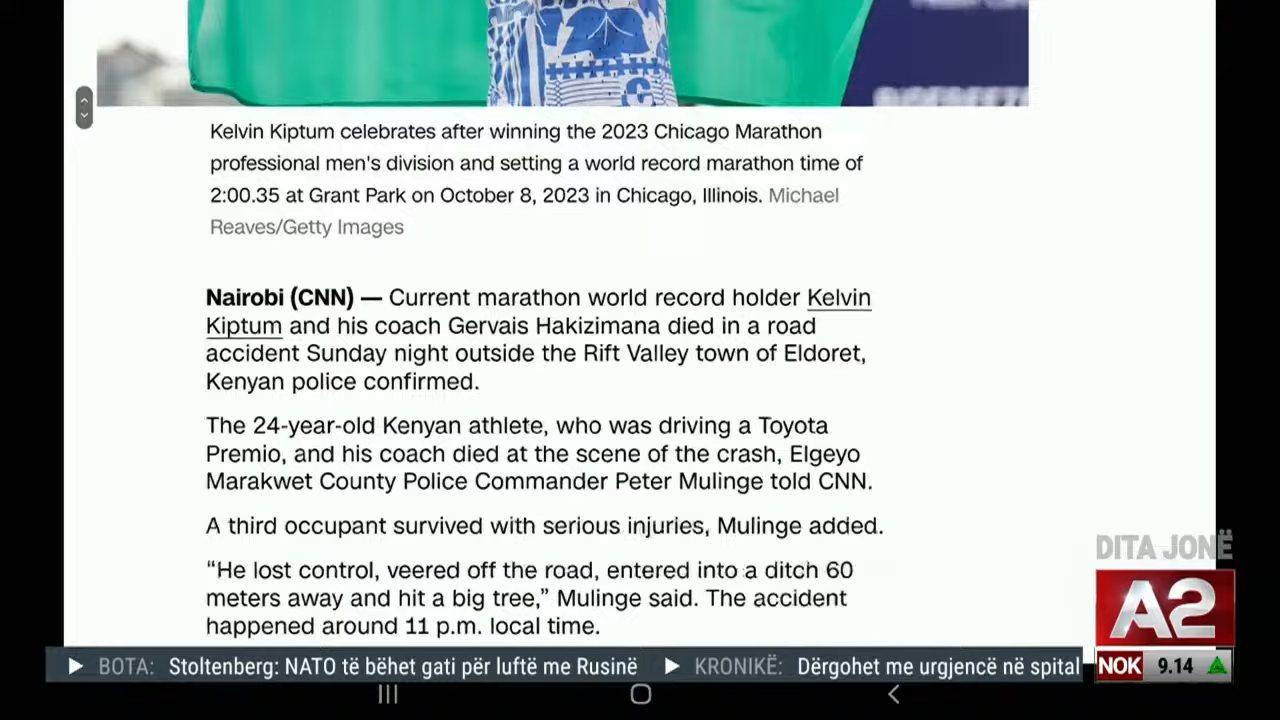 Kelvin Kiptum celebrates after winning the 2023 Chicago Marathon
professional men's division and setting a world record marathon time of
2:00.35 at Grant Park on October 8, 2023 in Chicago, Illinois. Michael
Reaves/Getty Images
Nairobi (CNN) — Current marathon world record holder Kelvin
Kiptum and his coach Gervais Hakizimana died in a road
accident Sunday night outside the Rift Valley town of Eldoret,
Kenyan police confirmed.
The 24-year-old Kenyan athlete, who was driving a Toyota
Premio, and his coach died at the scene of the crash, Elgeyo
Marakwet County Police Commander Peter Mulinge told CNN.
A third occupant survived with serious injuries, Mulinge added.
“He lost control, veered off the road, entered into a ditch 60
meters away and hit a big tree,” Mulinge said. The accident
happened around 11 p.m. local time.
DITA JONË
A2
BOTA: Stoltenberg: NATO të bëhet gati për luftë me Rusinë KRONIKË: Dërgohet me urgjencë në spital
NOK 9.14